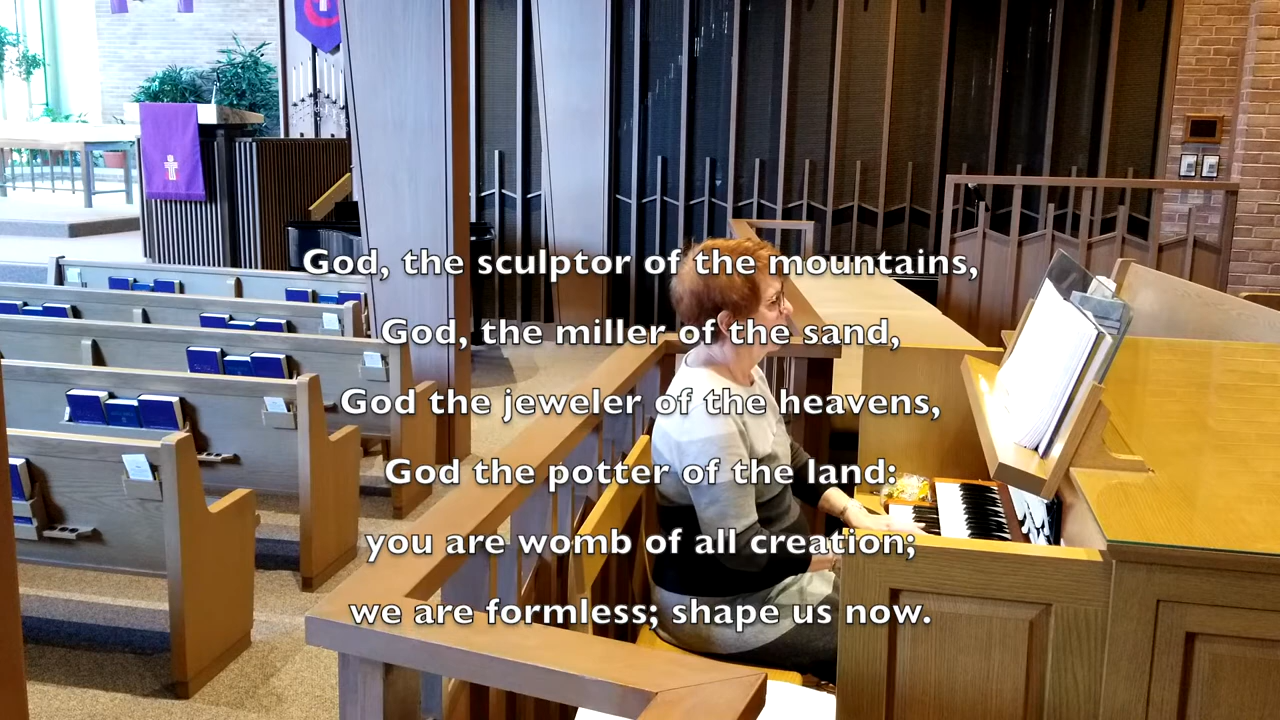 God, the sculptor of the mountains,
God, the miller of the sand,
God the jeweler of the heavens,
God the potter of the land:
you are womb of all creation;
we are formless; shape us now.